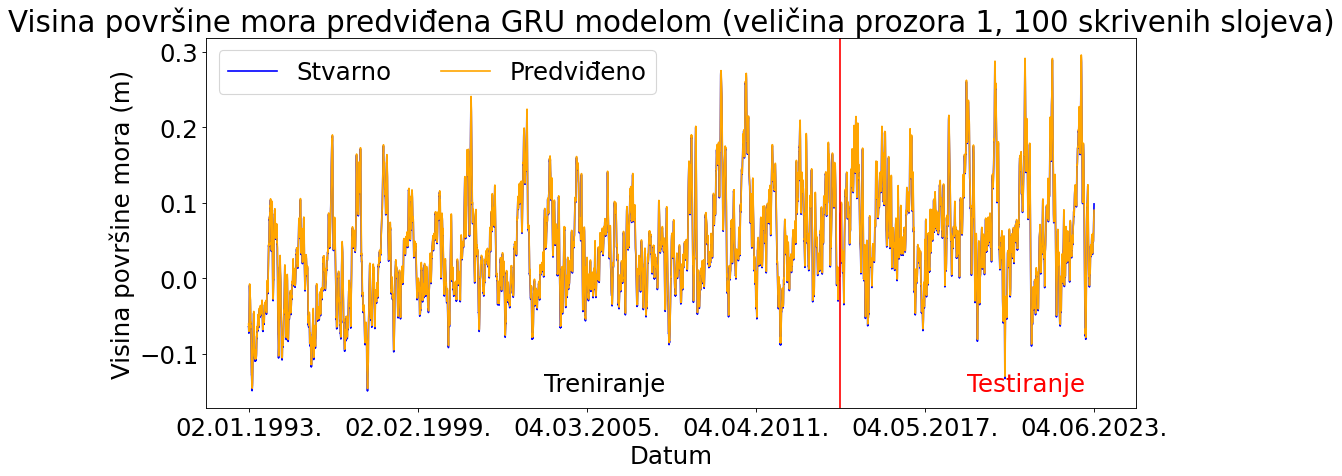 Visina površine mora predviđena GRU modelom (veličina prozora 1, 100 skrivenih slojeva)
Stvarno Predviđeno
Visina površine mora (m)
0.3
0.2
0.1
0.0
−0.1
Treniranje Testiranje
02.01.1993. 02.02.1999. 04.03.2005. 04.04.2011. 04.05.2017. 04.06.2023.
Datum